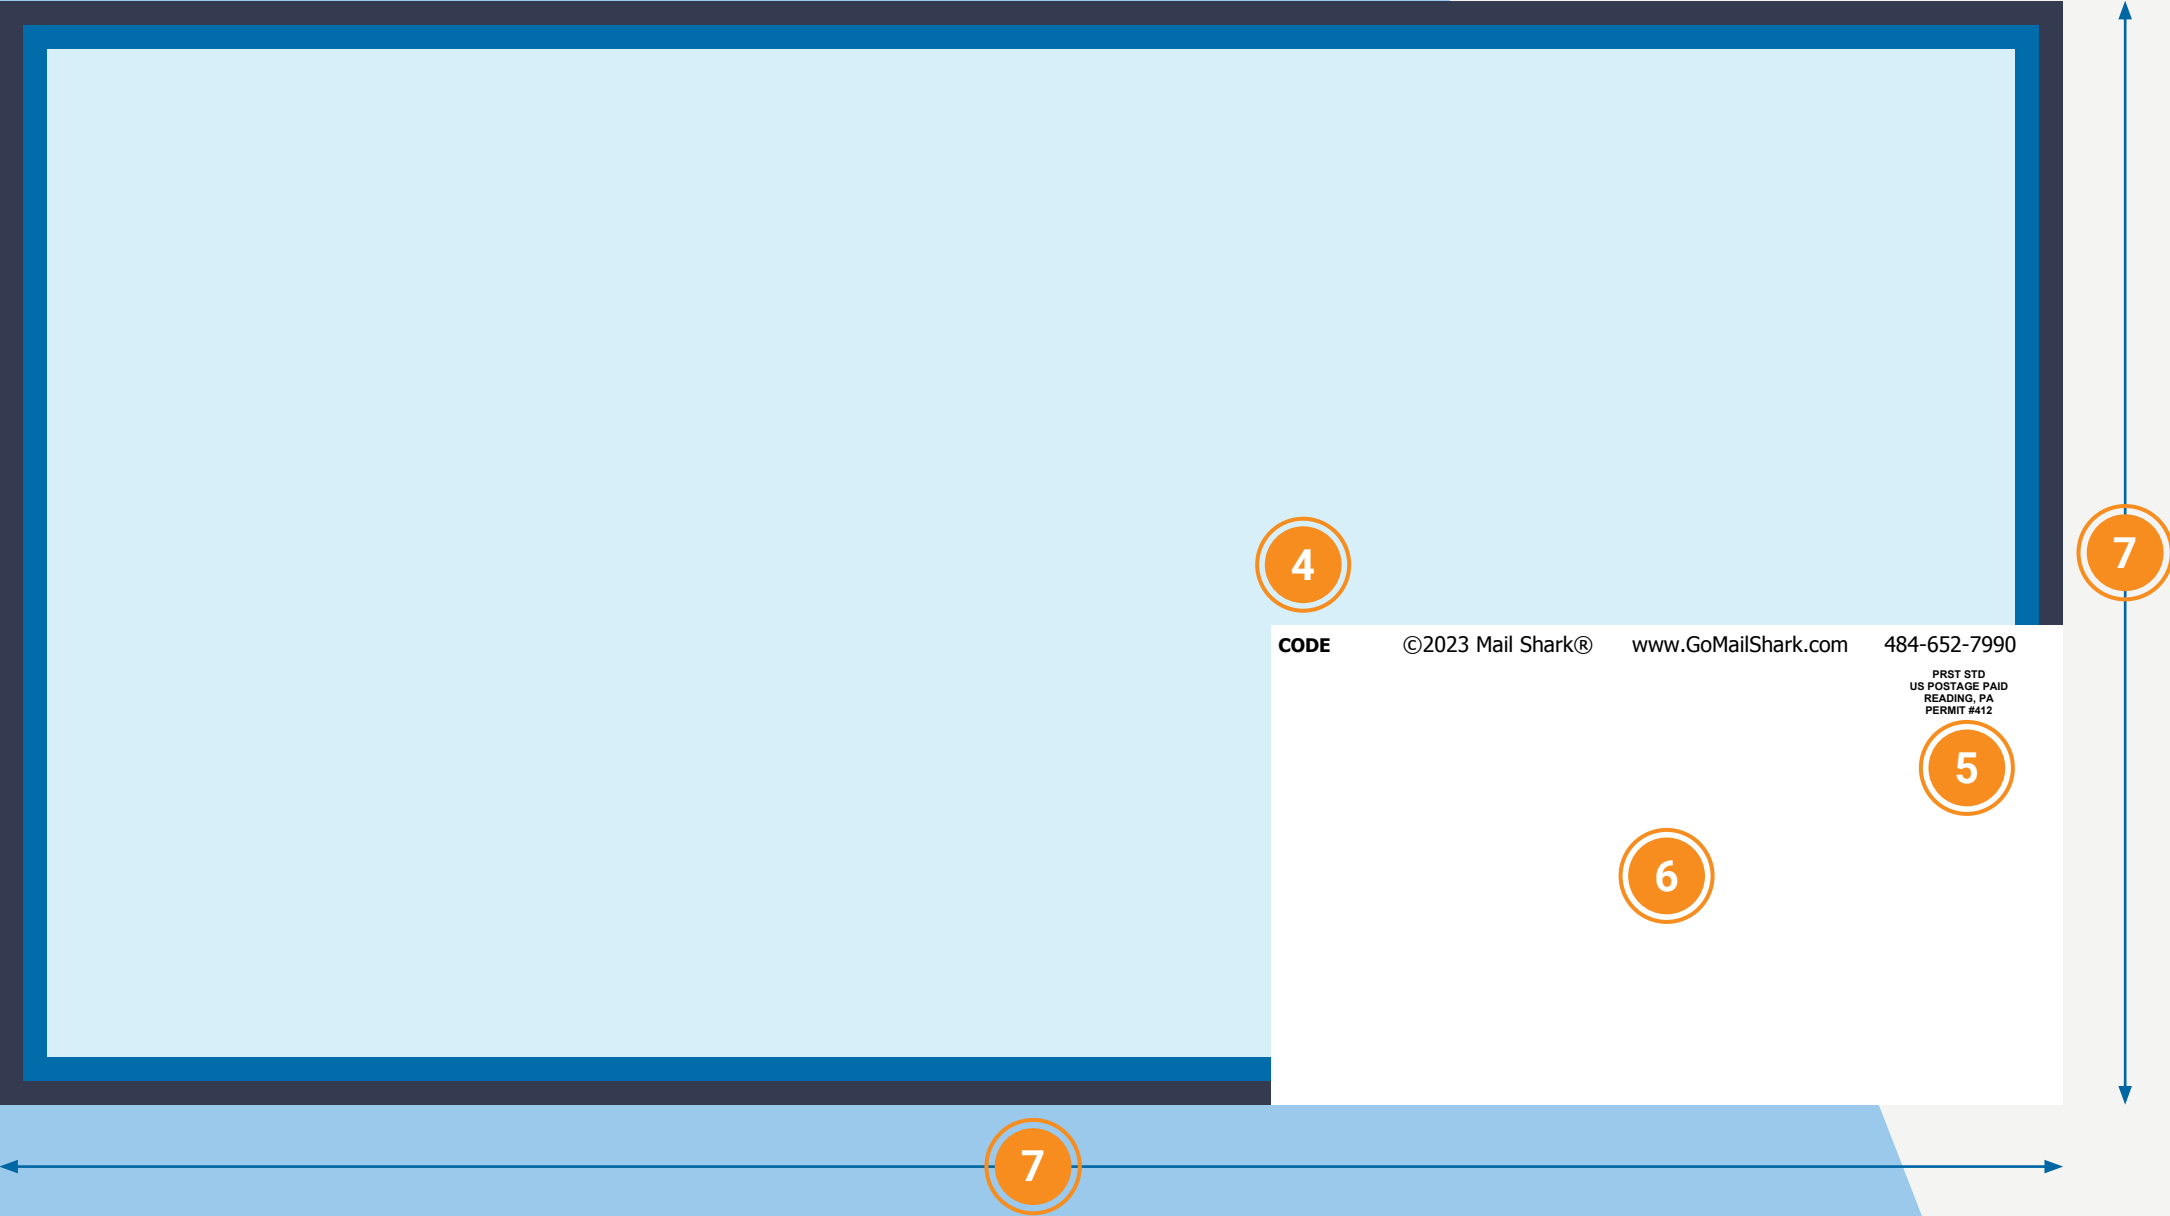 4
7
CODE ©2023 Mail Shark® www.GoMailShark.com 484-652-7990
PRST STD
US POSTAGE PAID
READING, PA
PERMIT #412
5
6
7